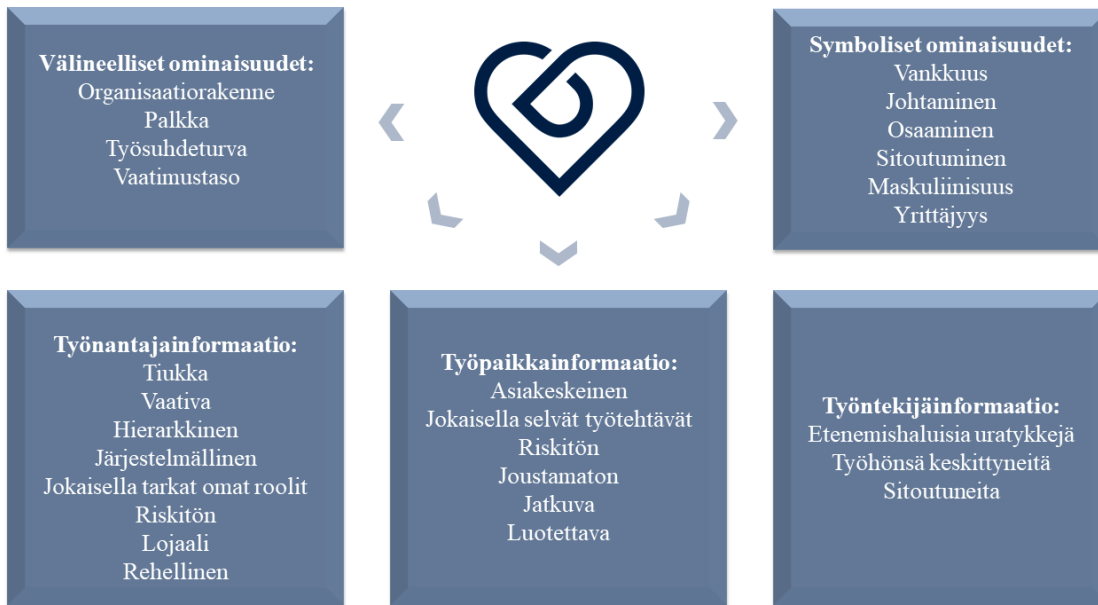 Välineelliset ominaisuudet:
Organisaatiorakenne
Palkka
Työsuhdeturva
Vaatimustaso
Symboliset ominaisuudet:
Vankkuus
Johtaminen
Osaaminen
Sitoutuminen
Maskuliinisuus
Yrittäjyys
Työnantajainformaatio:
Tiukka
Vaativa
Hierarkkinen
Järjestelmällinen
Jokaisella tarkat omat roolit
Riskitön
Lojaali
Rehellinen
Työpaikkainformaatio:
Asiakeskeinen
Jokaisella selvät työtehtävät
Riskitön
Joustamaton
Jatkuva
Luotettava
Työntekijäinformaatio:
Etenemishaluisia uratykkejä
Työhönsä keskittyneitä
Sitoutuneita